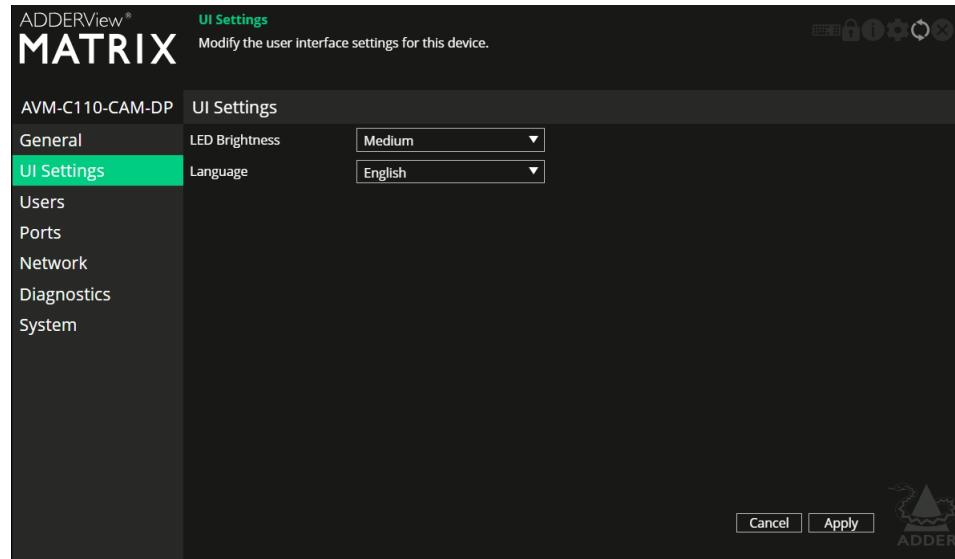 ADDERView®
MATRIX
UI Settings
Modify the user interface settings for this device.
AVM-C110-CAM-DP
UI Settings
General
LED Brightness
Medium
UI Settings
Language
English
Users
Ports
Network
Diagnostics
System
Cancel
Apply
ADDER